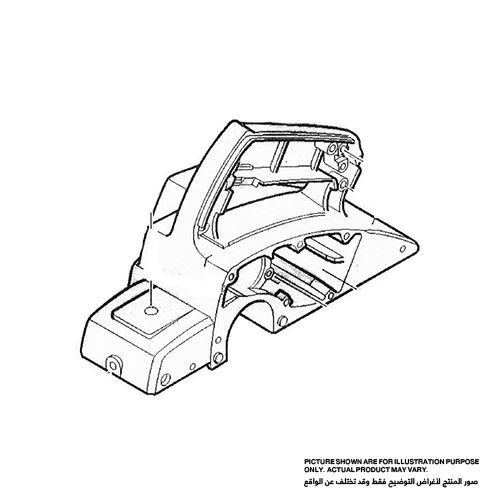 PICTURE SHOWN ARE FOR ILLUSTRATION PURPOSE
ONLY. ACTUAL PRODUCT MAY VARY.
صور المنتج لأغراض التوضيح فقط وقد تختلف عن الواقع